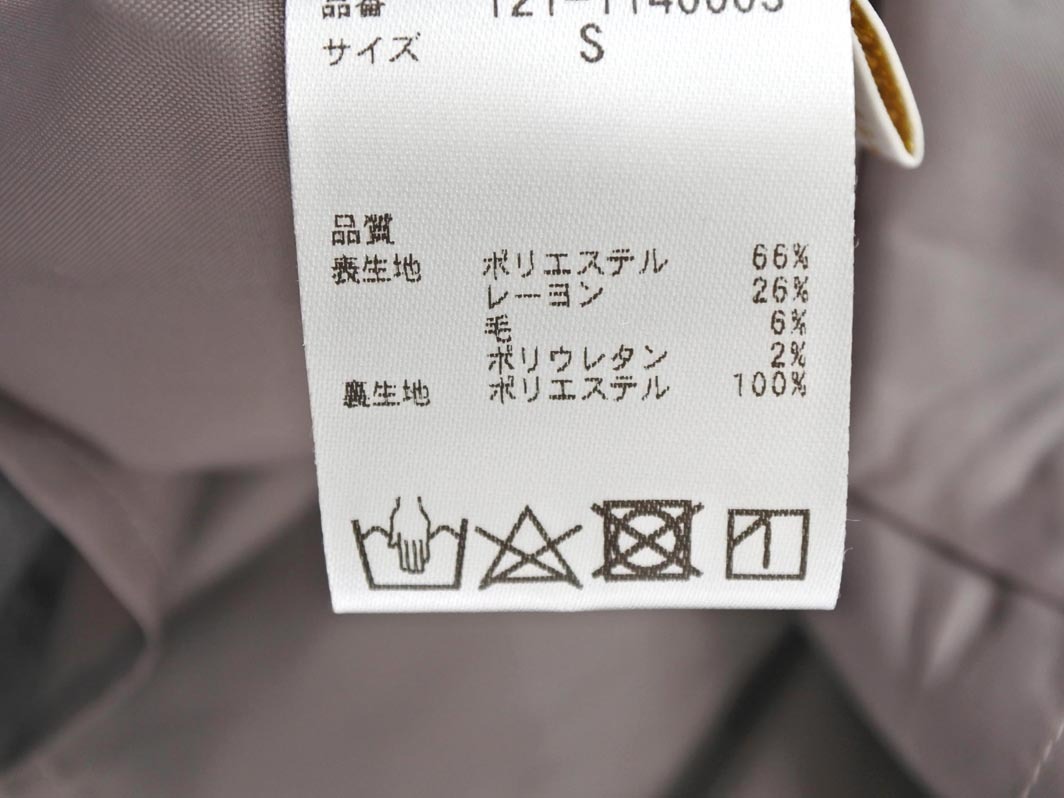 品番
サイズ S
品質
表生地 ポリエステル 66%
レーヨン 26%
毛 6%
ポリウレタン 2%
裏生地 ポリエステル 100%